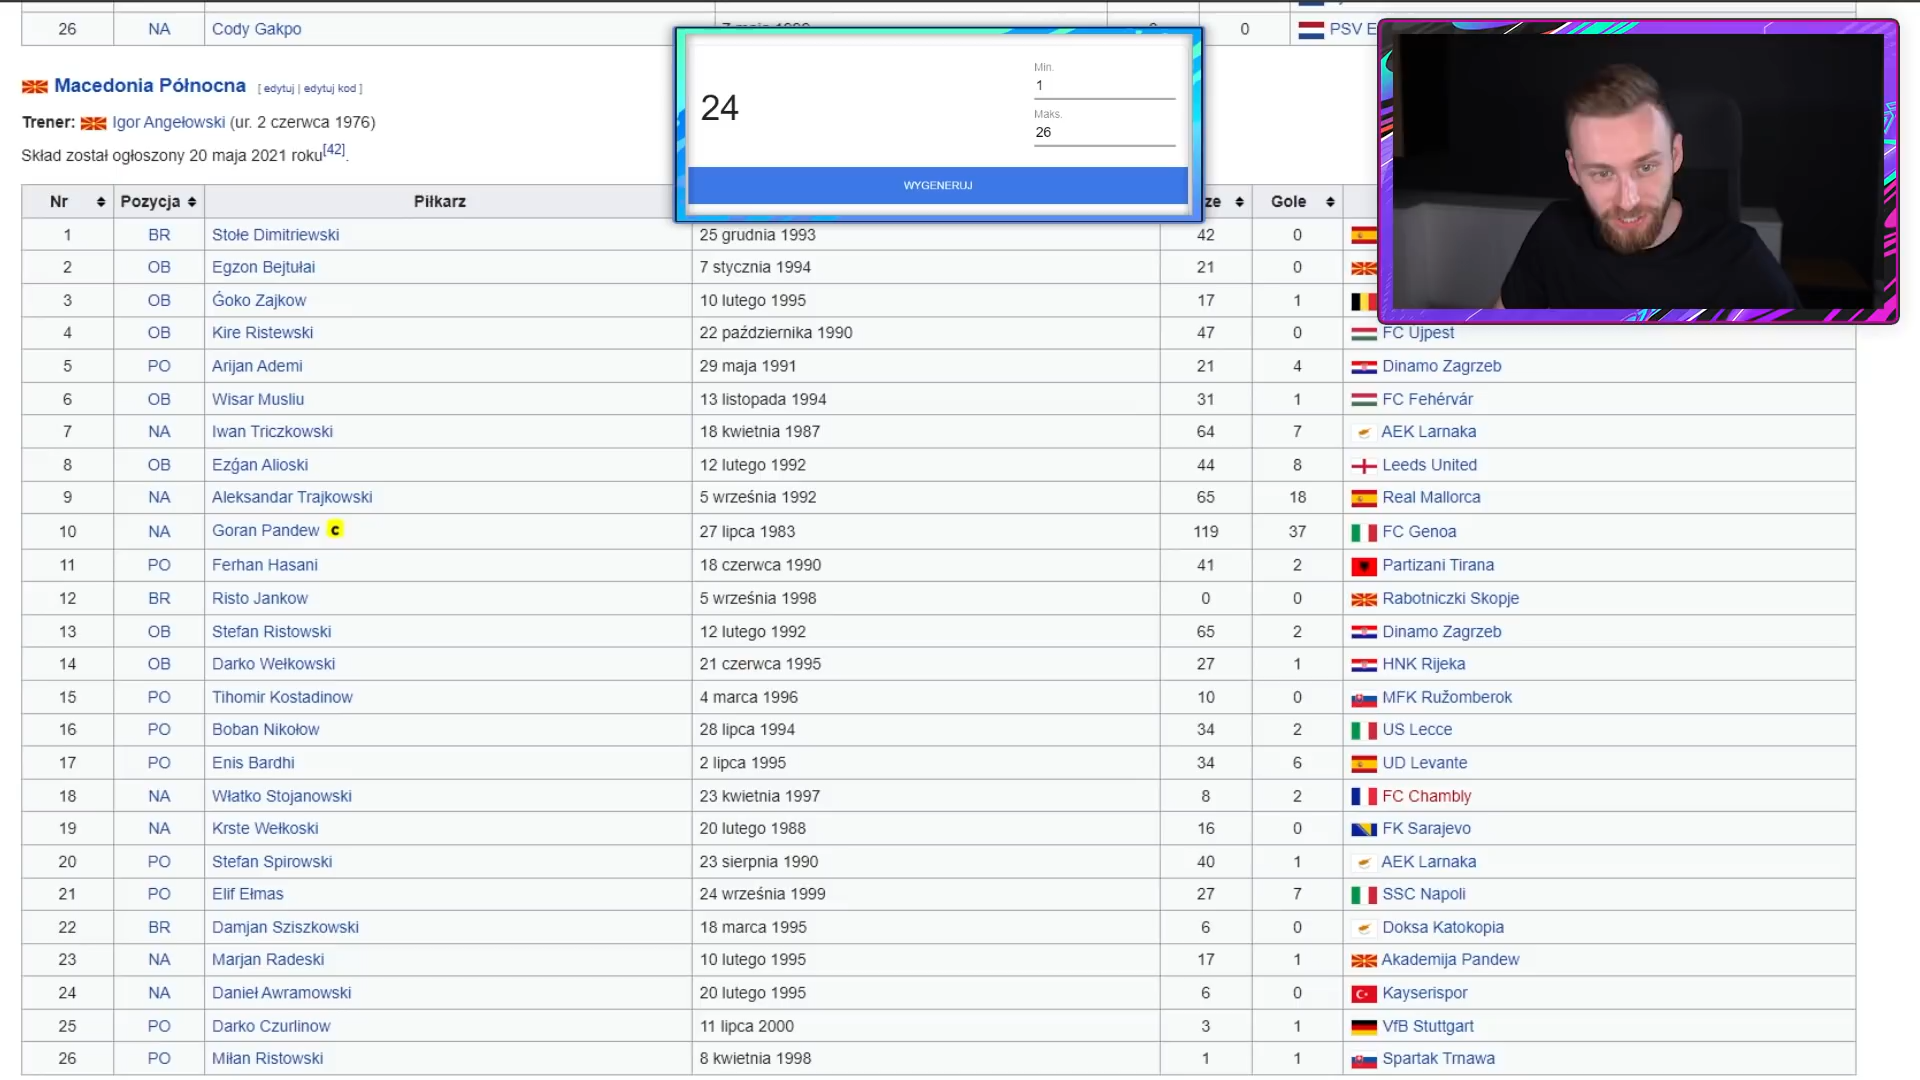 26 NA Cody Gakpo 0 PSV
Macedonia Północna [ edytuj | edytuj kod ]
Trener: Igor Angełowski (ur. 2 czerwca 1976)
Skład został ogłoszony 20 maja 2021 roku[42].
24
Min.
1
Maks.
26
WYGENERUJ
Nr Pozycja Piłkarz ze Gole
1 BR Stołe Dimitriewski 25 grudnia 1993 42 0
2 OB Egzon Bejtułai 7 stycznia 1994 21 0
3 OB Ǵoko Zajkow 10 lutego 1995 17 1
4 OB Kire Ristewski 22 października 1990 47 0 FC Ujpest
5 PO Arijan Ademi 29 maja 1991 21 4 Dinamo Zagrzeb
6 OB Wisar Musliu 13 listopada 1994 31 1 FC Fehérvár
7 NA Iwan Triczkowski 18 kwietnia 1987 64 7 AEK Larnaka
8 OB Ezǵan Alioski 12 lutego 1992 44 8 Leeds United
9 NA Aleksandar Trajkowski 5 września 1992 65 18 Real Mallorca
10 NA Goran Pandew c 27 lipca 1983 119 37 FC Genoa
11 PO Ferhan Hasani 18 czerwca 1990 41 2 Partizani Tirana
12 BR Risto Jankow 5 września 1998 0 0 Rabotniczki Skopje
13 OB Stefan Ristowski 12 lutego 1992 65 2 Dinamo Zagrzeb
14 OB Darko Wełkowski 21 czerwca 1995 27 1 HNK Rijeka
15 PO Tihomir Kostadinow 4 marca 1996 10 0 MFK Ružomberok
16 PO Boban Nikołow 28 lipca 1994 34 2 US Lecce
17 PO Enis Bardhi 2 lipca 1995 34 6 UD Levante
18 NA Włatko Stojanowski 23 kwietnia 1997 8 2 FC Chambly
19 NA Krste Wełkoski 20 lutego 1988 16 0 FK Sarajevo
20 PO Stefan Spirowski 23 sierpnia 1990 40 1 AEK Larnaka
21 PO Elif Ełmas 24 września 1999 27 7 SSC Napoli
22 BR Damjan Sziszkowski 18 marca 1995 6 0 Doksa Katokopia
23 NA Marjan Radeski 10 lutego 1995 17 1 Akademija Pandew
24 NA Danieł Awramowski 20 lutego 1995 6 0 Kayserispor
25 PO Darko Czurlinow 11 lipca 2000 3 1 VfB Stuttgart
26 PO Miłan Ristowski 8 kwietnia 1998 1 1 Spartak Trnawa